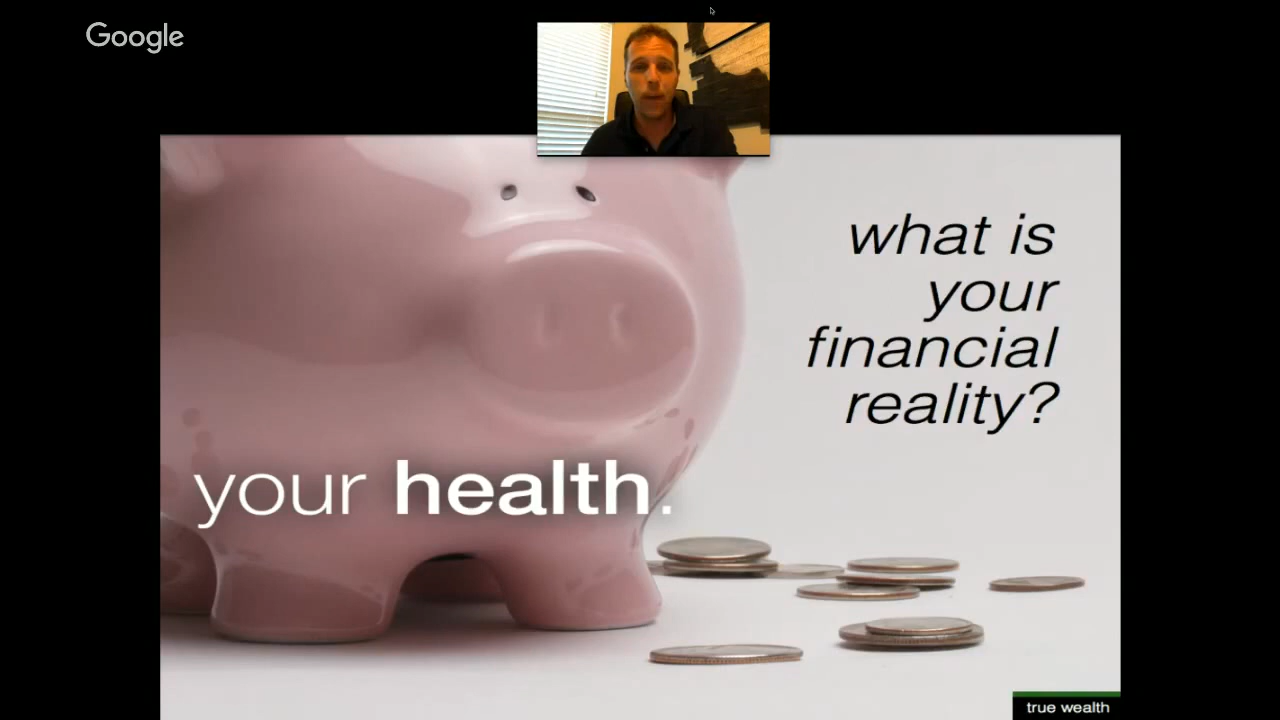 Google
what is
your
financial
reality?
your health.
true wealth